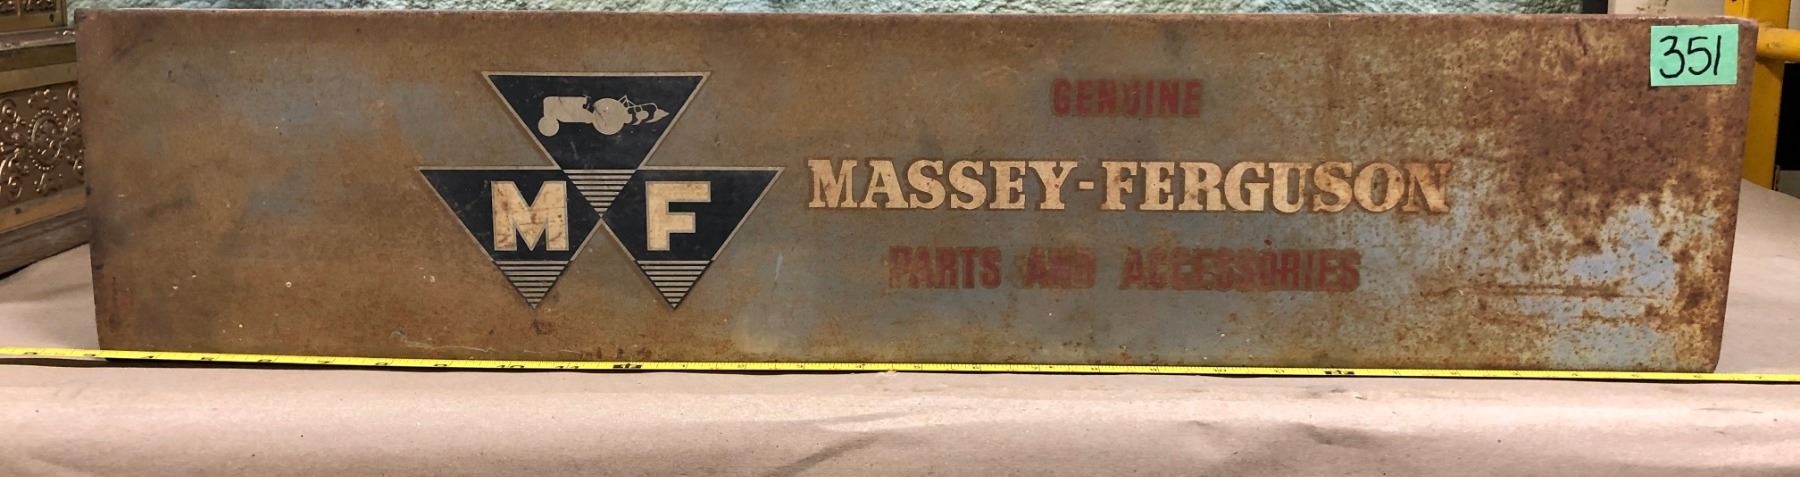 351
GENUINE
MASSEY-FERGUSON
M F
PARTS AND ACCESSORIES